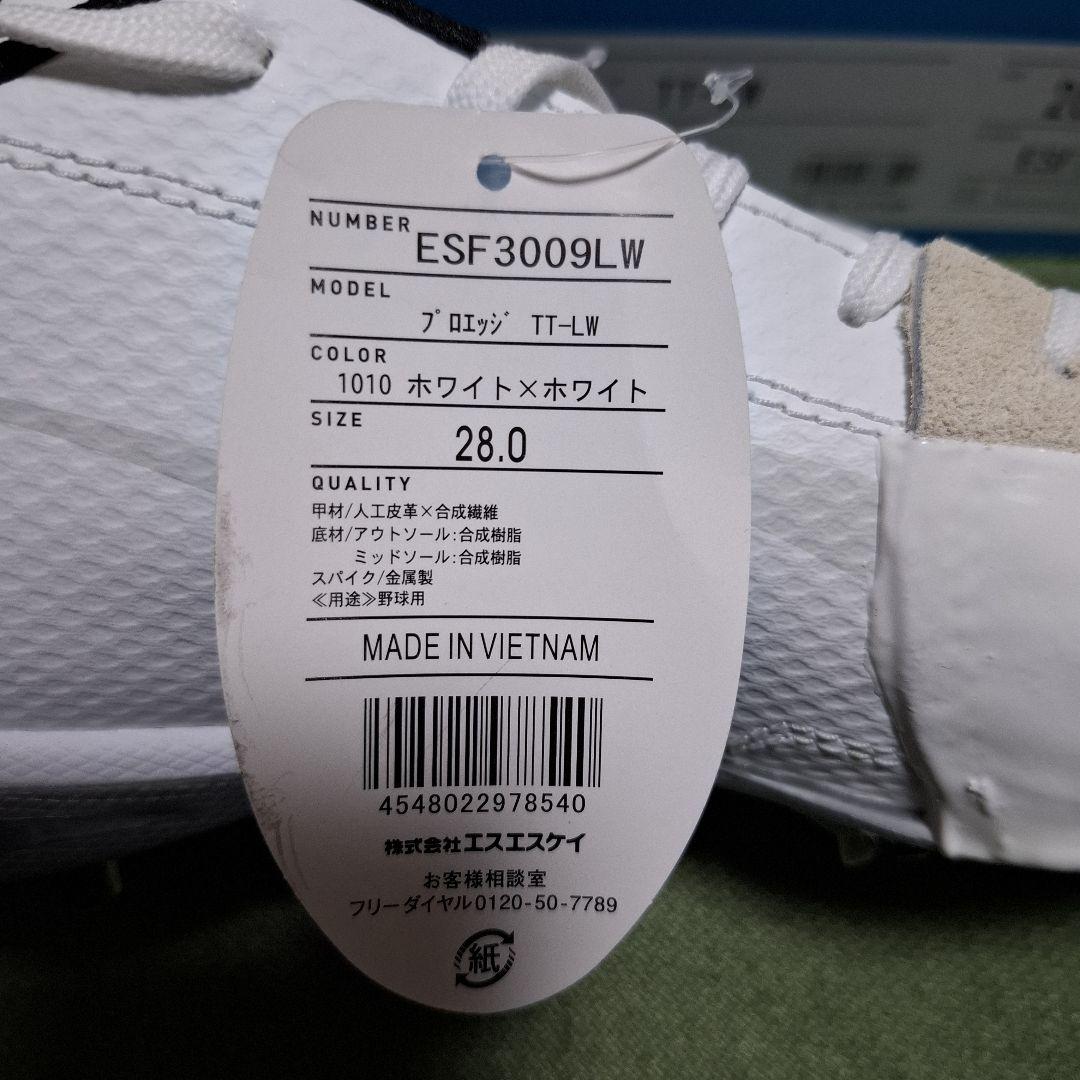 TT-LW
28
ESF
NUMBER
ESF3009LW
MODEL
プロエッジ TT-LW
COLOR
1010 ホワイト×ホワイト
SIZE
28.0
QUALITY
甲材/人工皮革×合成繊維
底材/アウトソール:合成樹脂
ミッドソール:合成樹脂
スパイク/金属製
≪用途≫野球用
MADE IN VIETNAM
4548022978540
株式会社エスエスケイ
お客様相談室
フリーダイヤル0120-50-7789
紙